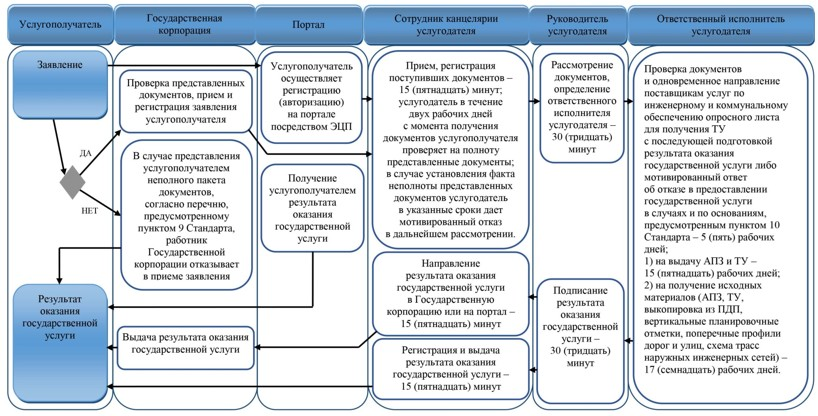 Услугополучатель
Государственная
корпорация
Портал
Сотрудник канцелярии
услугодателя
Руководитель
услугодателя
Ответственный исполнитель
услугодателя
Заявление
ДА
НЕТ
Результат
оказания
государственной
услуги
Проверка представленных
документов, прием и
регистрация заявления
услугополучателя
В случае представления
услугополучателем
неполного пакета
документов,
согласно перечню,
предусмотренному
пунктом 9 Стандарта,
работник
Государственной
корпорации отказывает
в приеме заявления
Выдача результата оказания
государственной услуги
Услугополучатель
осуществляет
регистрацию
(авторизацию)
на портале
посредством ЭЦП
Получение
услугополучателем
результата
оказания
государственной
услуги
Прием, регистрация
поступивших документов –
15 (пятнадцать) минут;
услугодатель в течение
двух рабочих дней
с момента получения
документов услугополучателя
проверяет на полноту
представленные документы;
в случае установления факта
неполноты представленных
документов услугодатель
в указанные сроки дает
мотивированный отказ
в дальнейшем рассмотрении.
Направление
результата оказания
государственной услуги
в Государственную
корпорацию или на портал –
15 (пятнадцать) минут
Регистрация и выдача
результата оказания
государственной услуги –
15 (пятнадцать) минут
Рассмотрение
документов,
определение
ответственного
исполнителя
услугодателя –
30 (тридцать)
минут
Подписание
результата
оказания
государственной
услуги –
30 (тридцать)
минут
Проверка документов
и одновременное направление
поставщикам услуг по
инженерному и коммунальному
обеспечению опросного листа
для получения ТУ
с последующей подготовкой
результата оказания
государственной услуги либо
мотивированный ответ
об отказе в предоставлении
государственной услуги
в случаях и по основаниям,
предусмотренным пунктом 10
Стандарта – 5 (пять) рабочих
дней;
1) на выдачу АПЗ и ТУ –
15 (пятнадцать) рабочих дней;
2) на получение исходных
материалов (АПЗ, ТУ,
выкопировка из ПДП,
вертикальные планировочные
отметки, поперечные профили
дорог и улиц, схема трасс
наружных инженерных сетей) –
17 (семнадцать) рабочих дней.